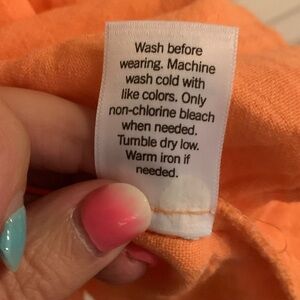 Wash before
wearing. Machine
wash cold with
like colors. Only
non-chlorine bleach
when needed.
Tumble dry low.
Warm iron if
needed.